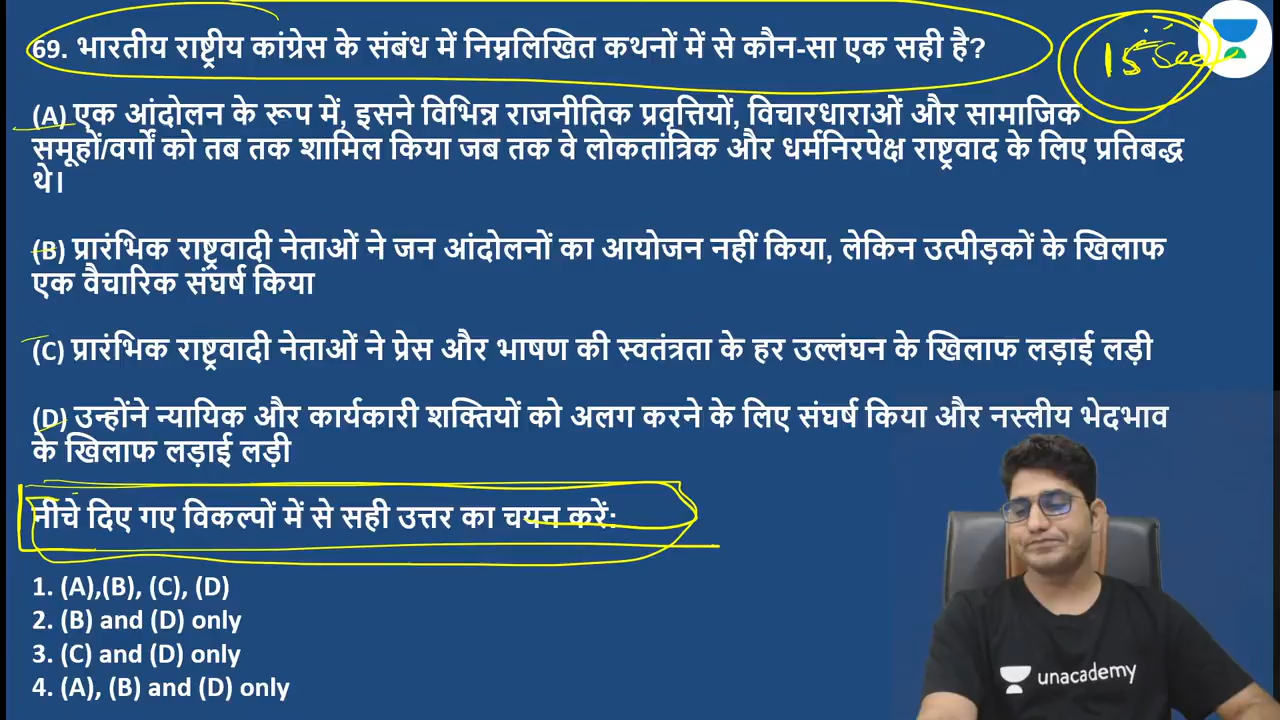 69. भारतीय राष्ट्रीय कांग्रेस के संबंध में निम्नलिखित कथनों में से कौन-सा एक सही है?
15 Sec
(A) एक आंदोलन के रूप में, इसने विभिन्न राजनीतिक प्रवृत्तियों, विचारधाराओं और सामाजिक
समूहों/वर्गों को तब तक शामिल किया जब तक वे लोकतांत्रिक और धर्मनिरपेक्ष राष्ट्रवाद के लिए प्रतिबद्ध
थे।
(B) प्रारंभिक राष्ट्रवादी नेताओं ने जन आंदोलनों का आयोजन नहीं किया, लेकिन उत्पीड़कों के खिलाफ
एक वैचारिक संघर्ष किया
(C) प्रारंभिक राष्ट्रवादी नेताओं ने प्रेस और भाषण की स्वतंत्रता के हर उल्लंघन के खिलाफ लड़ाई लड़ी
(D) उन्होंने न्यायिक और कार्यकारी शक्तियों को अलग करने के लिए संघर्ष किया और नस्लीय भेदभाव
के खिलाफ लड़ाई लड़ी
नीचे दिए गए विकल्पों में से सही उत्तर का चयन करें:
1. (A),(B), (C), (D)
2. (B) and (D) only
3. (C) and (D) only
4. (A), (B) and (D) only
unacademy